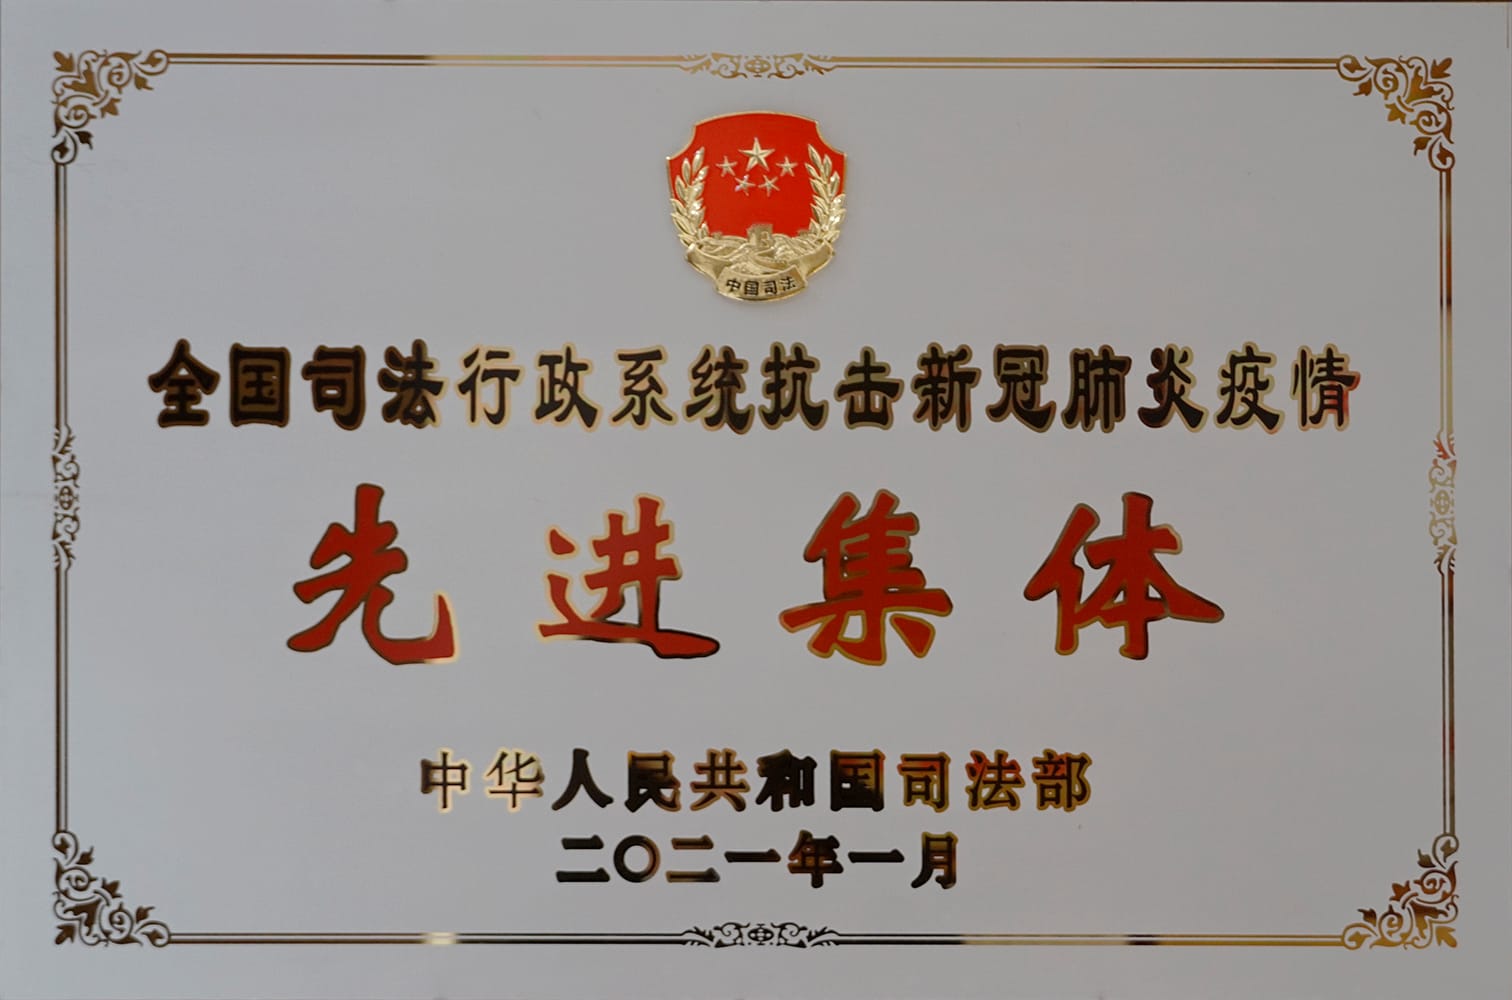 中国司法
全国司法行政系统抗击新冠肺炎疫情
先进集体
中华人民共和国司法部
二〇二一年一月